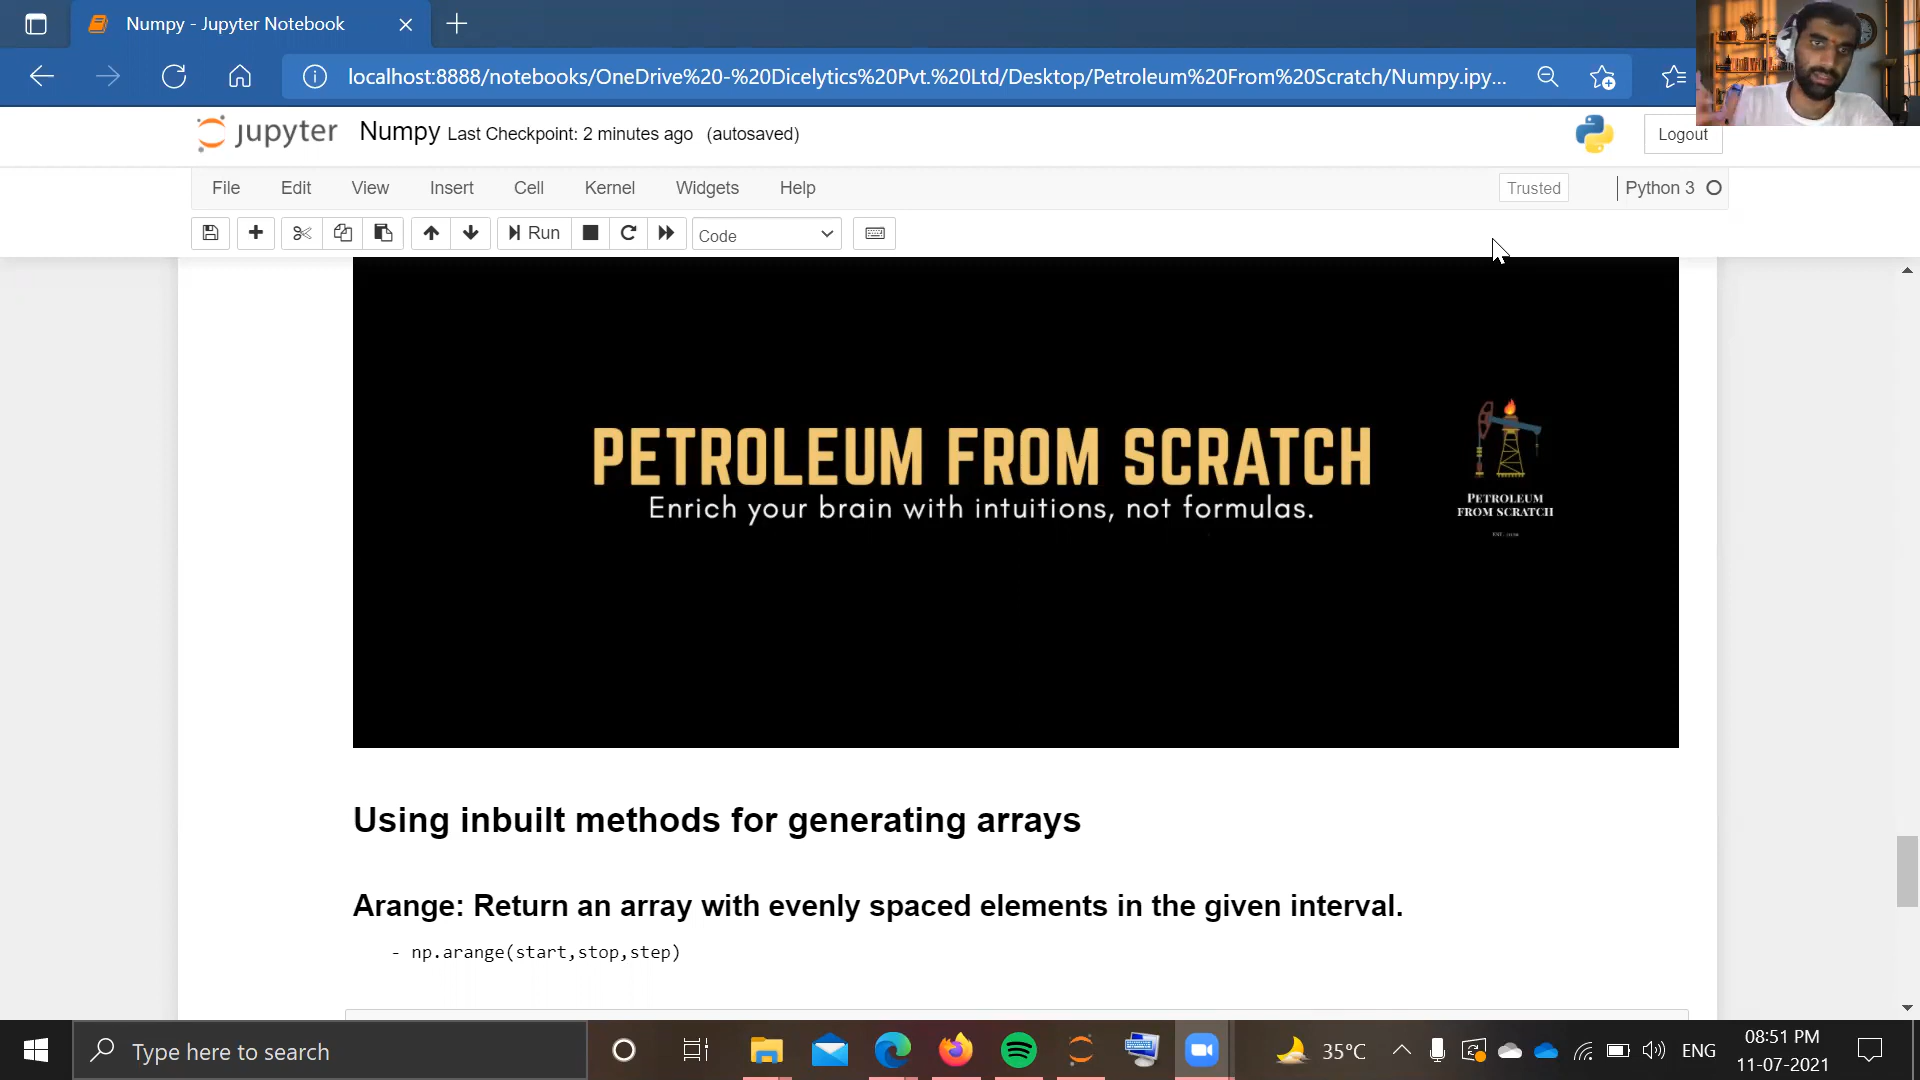 Numpy - Jupyter Notebook
localhost:8888/notebooks/OneDrive%20-%20Dicelytics%20Pvt.%20Ltd/Desktop/Petroleum%20From%20Scratch/Numpy.ipy...
jupyter Numpy Last Checkpoint: 2 minutes ago (autosaved)
Logout
File Edit View Insert Cell Kernel Widgets Help
Trusted
Python 3
Run
Code
PETROLEUM FROM SCRATCH
Enrich your brain with intuitions, not formulas.
PETROLEUM
FROM SCRATCH
Using inbuilt methods for generating arrays
Arange: Return an array with evenly spaced elements in the given interval.
- np.arange(start,stop,step)
Type here to search
35°C
ENG
08:51 PM
11-07-2021